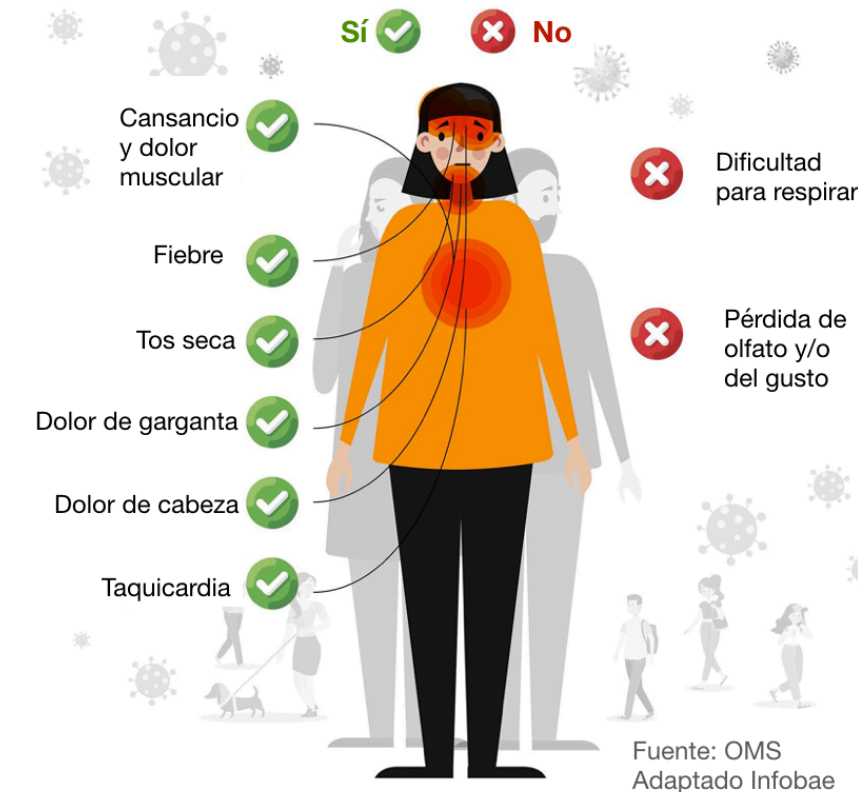 Sí
No
Cansancio
y dolor
muscular
Fiebre
Tos seca
Dolor de garganta
Dolor de cabeza
Taquicardia
Dificultad
para respirar
Pérdida de
olfato y/o
del gusto
Fuente: OMS
Adaptado Infobae